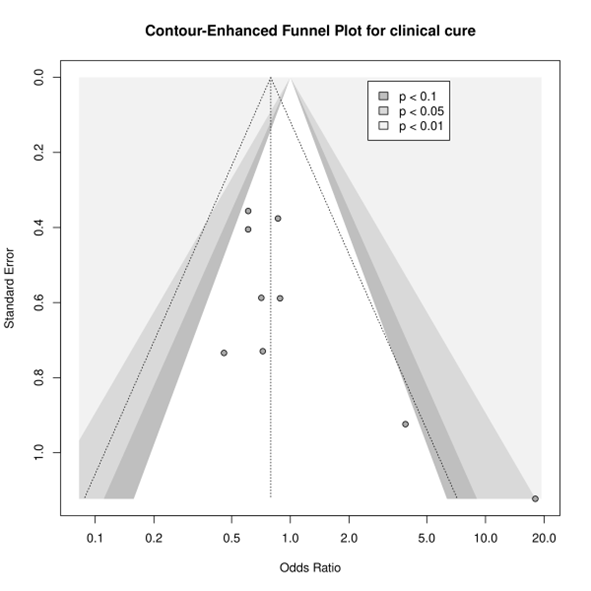 Contour-Enhanced Funnel Plot for clinical cure
p < 0.1
p < 0.05
p < 0.01
Standard Error
0.0
0.2
0.4
0.6
0.8
1.0
0.1 0.2 0.5 1.0 2.0 5.0 10.0 20.0
Odds Ratio